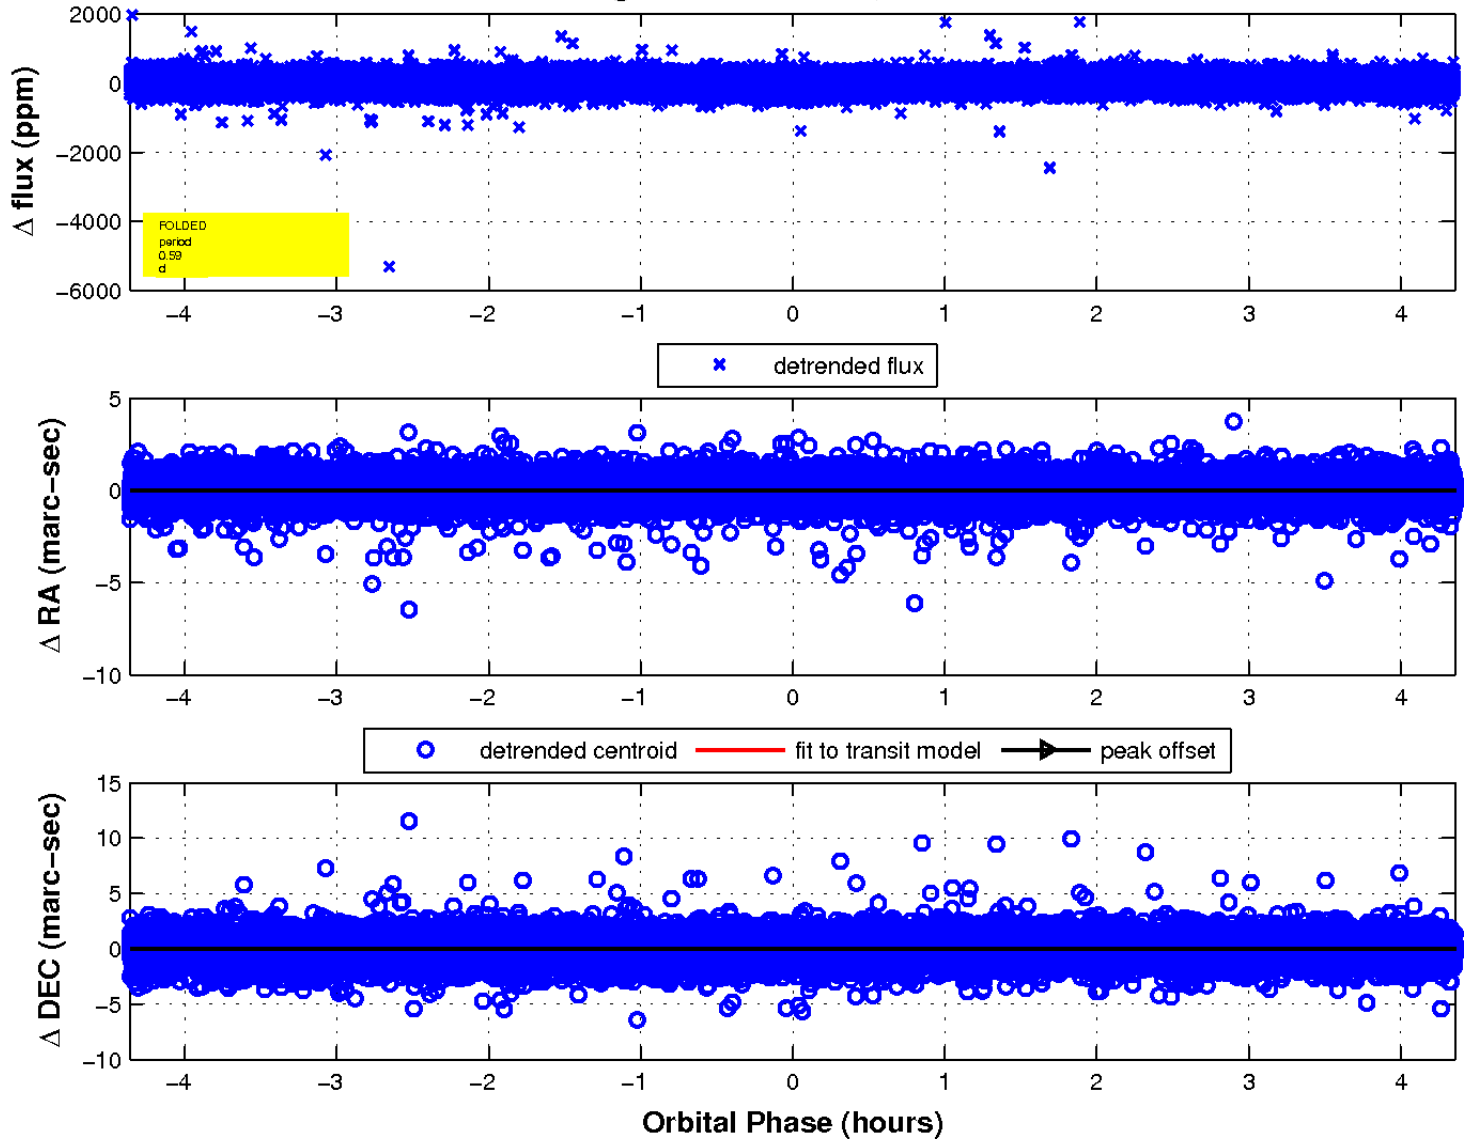 2000
0
−2000
−4000
−6000
Δ flux (ppm)
FOLDED
period
0.59
d
−4 −3 −2 −1 0 1 2 3 4
detrended flux
5
0
−5
−10
Δ RA (marc−sec)
−4 −3 −2 −1 0 1 2 3 4
detrended centroid fit to transit model peak offset
15
10
5
0
−5
−10
Δ DEC (marc−sec)
−4 −3 −2 −1 0 1 2 3 4
Orbital Phase (hours)